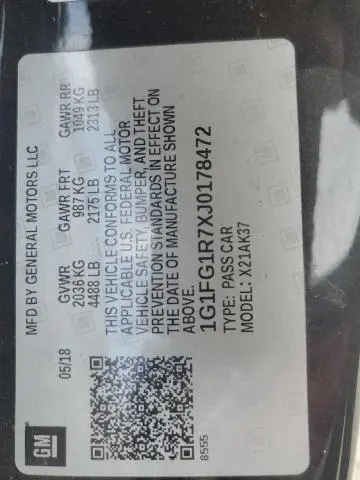 GM
MFD BY GENERAL MOTORS LLC
05/18
GVWR GAWR FRT GAWR RR
2036 KG 987 KG 1049 KG
4488 LB 2175 LB 2313 LB
THIS VEHICLE CONFORMS TO ALL
APPLICABLE U.S. FEDERAL MOTOR
VEHICLE SAFETY, BUMPER, AND THEFT
PREVENTION STANDARDS IN EFFECT ON
THE DATE OF MANUFACTURE SHOWN
ABOVE.
1G1FG1R7XJ0178472
TYPE: PASS CAR
MODEL: X21AK37
8555